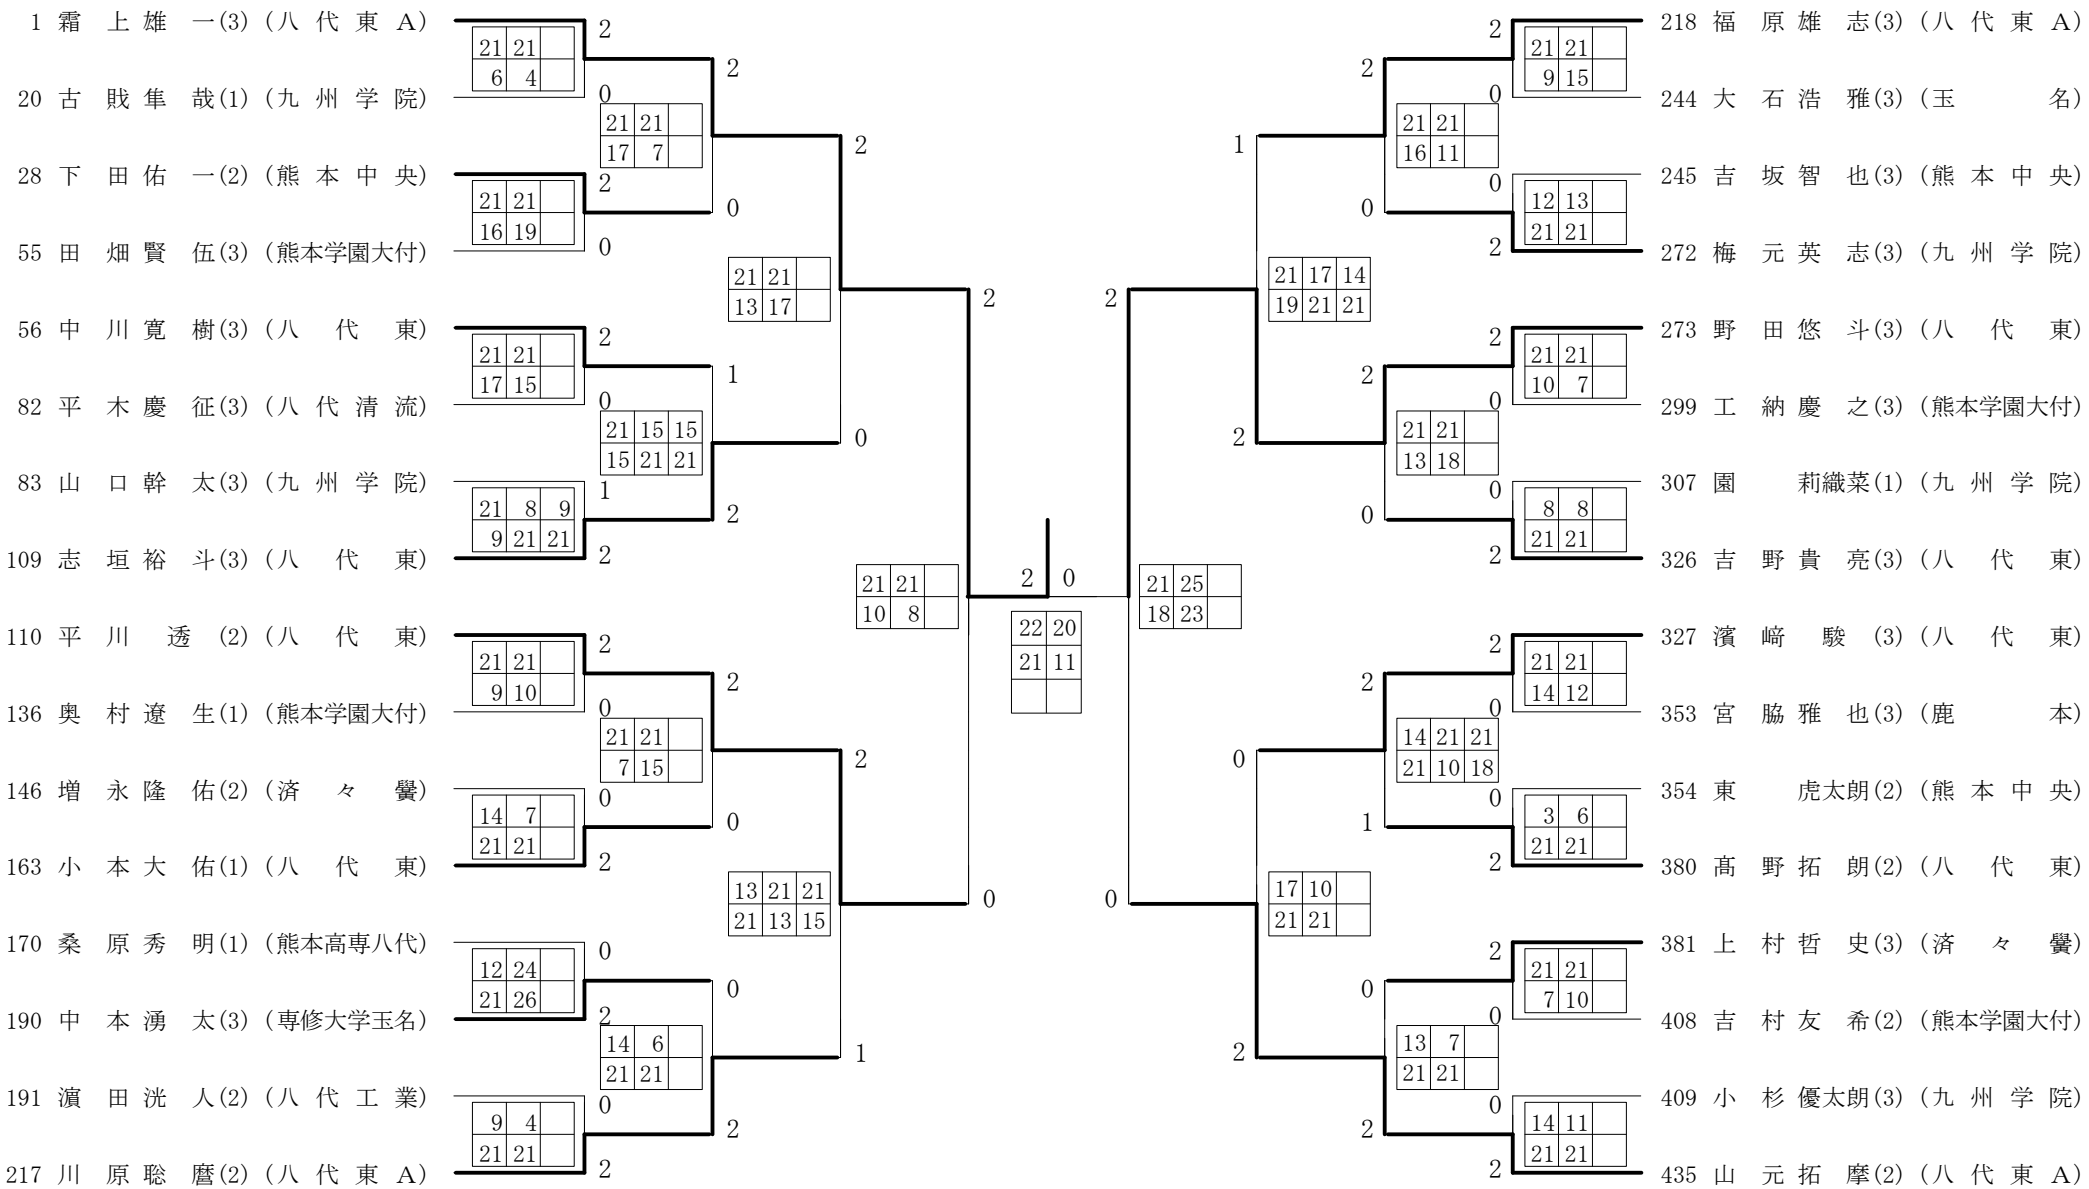 1 霜 上 雄 一(3) (八 代 東 A)
20 古 賎 隼 哉(1) (九 州 学 院)
28 下 田 佑 一(2) (熊 本 中 央)
55 田 畑 賢 伍(3) (熊本学園大付)
56 中 川 寛 樹(3) (八 代 東)
82 平 木 慶 征(3) (八 代 清 流)
83 山 口 幹 太(3) (九 州 学 院)
109 志 垣 裕 斗(3) (八 代 東)
110 平 川 透 (2) (八 代 東)
136 奥 村 遼 生(1) (熊本学園大付)
146 増 永 隆 佑(2) (済 々 黌)
163 小 本 大 佑(1) (八 代 東)
170 桑 原 秀 明(1) (熊本高専八代)
190 中 本 湧 太(3) (専修大学玉名)
191 濵 田 洸 人(2) (八 代 工 業)
217 川 原 聡 麿(2) (八 代 東 A)
2
21 21
6 4
0
2
21 21
16 19
0
2
21 21
17 15
0
1
21 8 9
9 21 21
2
2
21 21
9 10
0
0
14 7
21 21
2
0
12 24
21 26
2
0
9 4
21 21
2
2
21 21
17 7
0
1
21 15 15
15 21 21
2
2
21 21
7 15
0
0
14 6
21 21
2
2
21 21
13 17
0
2
13 21 21
21 13 15
1
2
21 21
10 8
0
2 0
22 20
21 11
2
21 25
18 23
0
1
21 17 14
19 21 21
2
0
17 10
21 21
2
2
21 21
16 11
0
2
21 21
13 18
0
2
14 21 21
21 10 18
1
0
13 7
21 21
2
2
21 21
9 15
0
0
12 13
21 21
2
2
21 21
10 7
0
0
8 8
21 21
2
2
21 21
14 12
0
0
3 6
21 21
2
2
21 21
7 10
0
0
14 11
21 21
2
218 福 原 雄 志(3) (八 代 東 A)
244 大 石 浩 雅(3) (玉 名)
245 吉 坂 智 也(3) (熊 本 中 央)
272 梅 元 英 志(3) (九 州 学 院)
273 野 田 悠 斗(3) (八 代 東)
299 工 納 慶 之(3) (熊本学園大付)
307 園 莉織菜(1) (九 州 学 院)
326 吉 野 貴 亮(3) (八 代 東)
327 濱 﨑 駿 (3) (八 代 東)
353 宮 脇 雅 也(3) (鹿 本)
354 東 虎太朗(2) (熊 本 中 央)
380 髙 野 拓 朗(2) (八 代 東)
381 上 村 哲 史(3) (済 々 黌)
408 吉 村 友 希(2) (熊本学園大付)
409 小 杉 優太朗(3) (九 州 学 院)
435 山 元 拓 摩(2) (八 代 東 A)